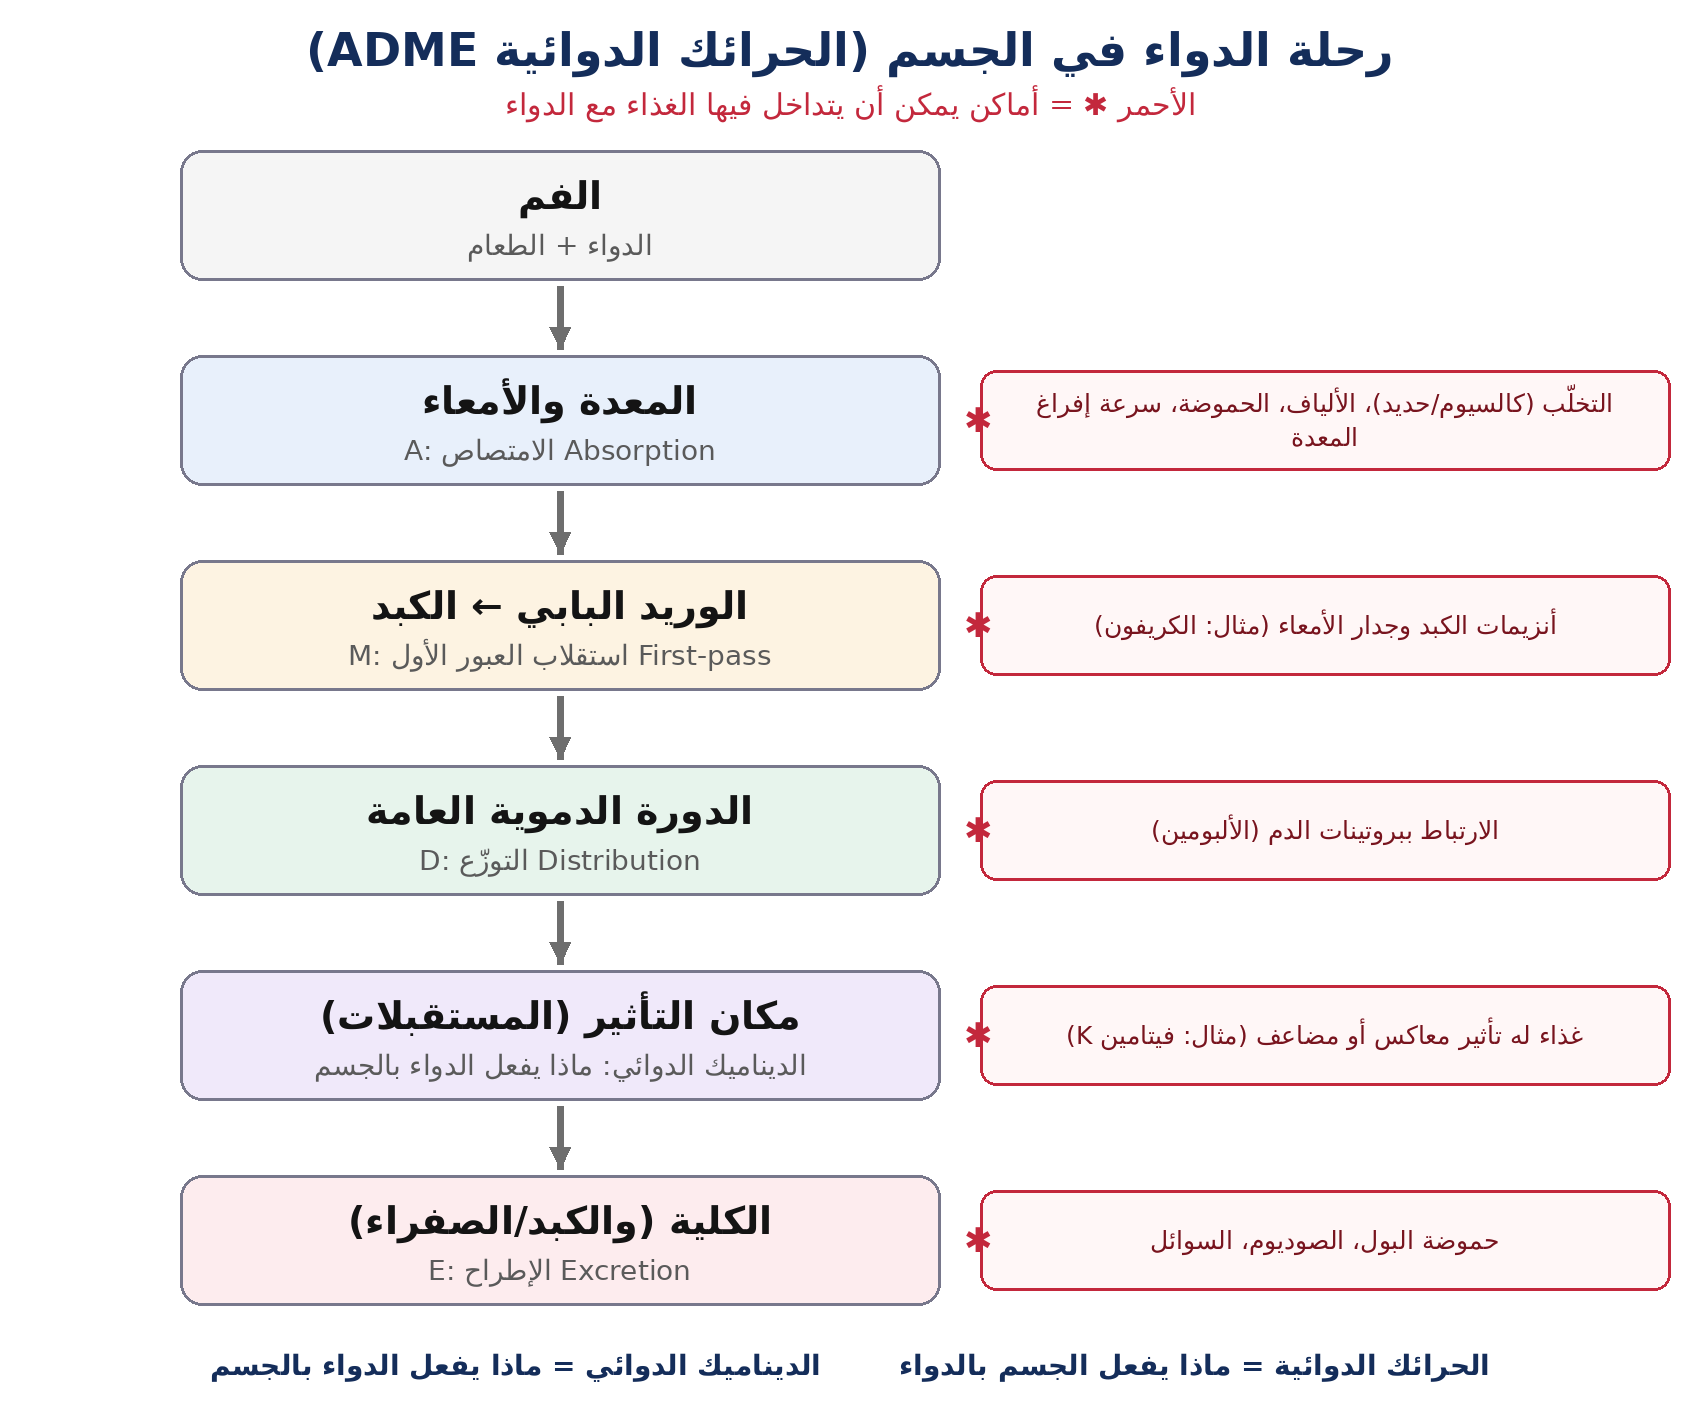 رحلة الدواء في الجسم (الحرائك الدوائية ADME)
الأحمر ✱ = أماكن يمكن أن يتداخل فيها الغذاء مع الدواء
الفم
الدواء + الطعام
المعدة والأمعاء
A: الامتصاص Absorption
✱
التخلّب (كالسيوم/حديد)، الألياف، الحموضة، سرعة إفراغ
المعدة
الوريد البابي ← الكبد
M: استقلاب العبور الأول First-pass
✱
أنزيمات الكبد وجدار الأمعاء (مثال: الكريفون)
الدورة الدموية العامة
D: التوزّع Distribution
✱
الارتباط ببروتينات الدم (الألبومين)
مكان التأثير (المستقبلات)
الديناميك الدوائي: ماذا يفعل الدواء بالجسم
✱
غذاء له تأثير معاكس أو مضاعف (مثال: فيتامين K)
الكلية (والكبد/الصفراء)
E: الإطراح Excretion
✱
حموضة البول، الصوديوم، السوائل
الحرائك الدوائية = ماذا يفعل الجسم بالدواء
الديناميك الدوائي = ماذا يفعل الدواء بالجسم